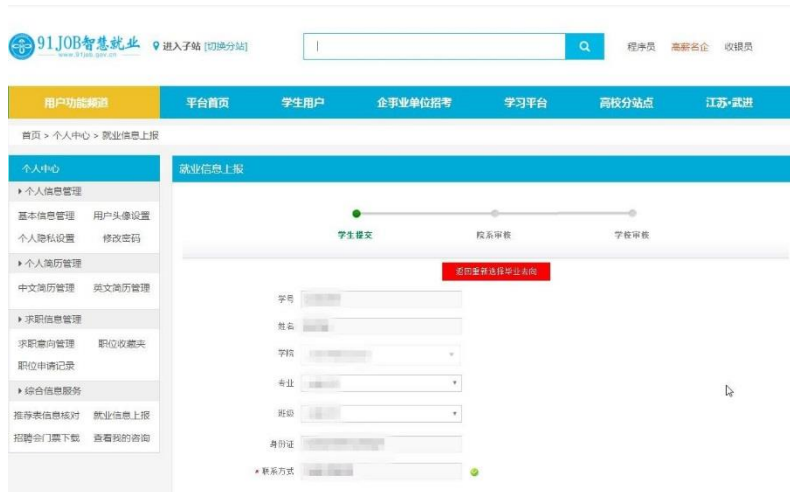 91JOB智慧就业
www.91job.gov.cn
进入子站 [切换分站]
程序员 高薪名企 收银员
用户功能频道 平台首页 学生用户 企事业单位招考 学习平台 高校分站点 江苏·武进
首页 > 个人中心 > 就业信息上报
个人中心
就业信息上报
个人信息管理
基本信息管理 用户头像设置
个人隐私设置 修改密码
个人简历管理
中文简历管理 英文简历管理
求职信息管理
求职意向管理 职位收藏夹
职位申请记录
综合信息服务
推荐表信息核对 就业信息上报
招聘会门票下载 查看我的咨询
学生提交 院系审核 学校审核
返回重新选择毕业去向
学号
姓名
学院
专业
班级
身份证
* 联系方式